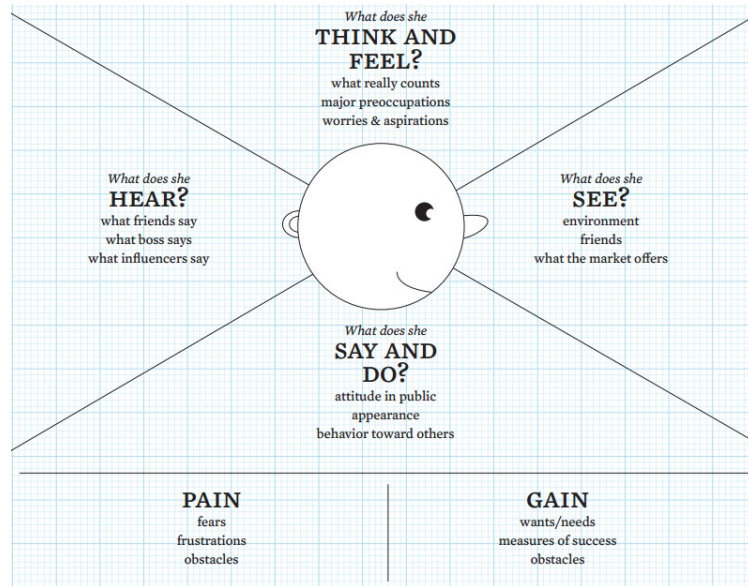 What does she
THINK AND
FEEL?
what really counts
major preoccupations
worries & aspirations
What does she
HEAR?
what friends say
what boss says
what influencers say
What does she
SEE?
environment
friends
what the market offers
What does she
SAY AND
DO?
attitude in public
appearance
behavior toward others
PAIN
fears
frustrations
obstacles
GAIN
wants/needs
measures of success
obstacles